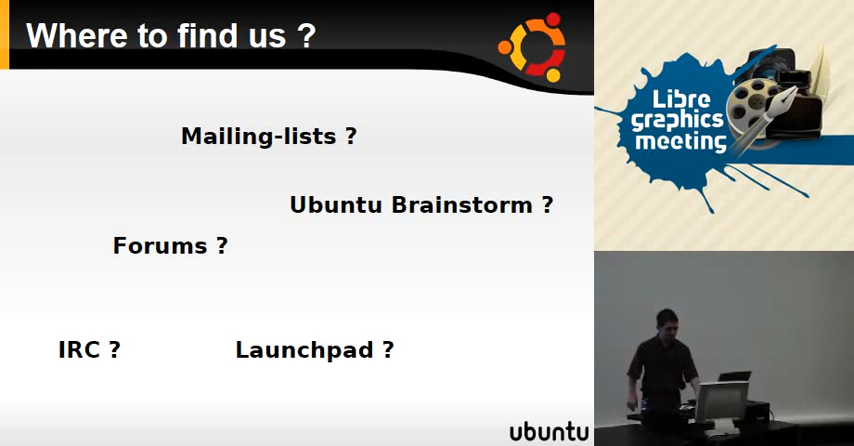 Where to find us ?
Mailing-lists ?
Ubuntu Brainstorm ?
Forums ?
IRC ?
Launchpad ?
ubuntu
Libre
graphics
meeting